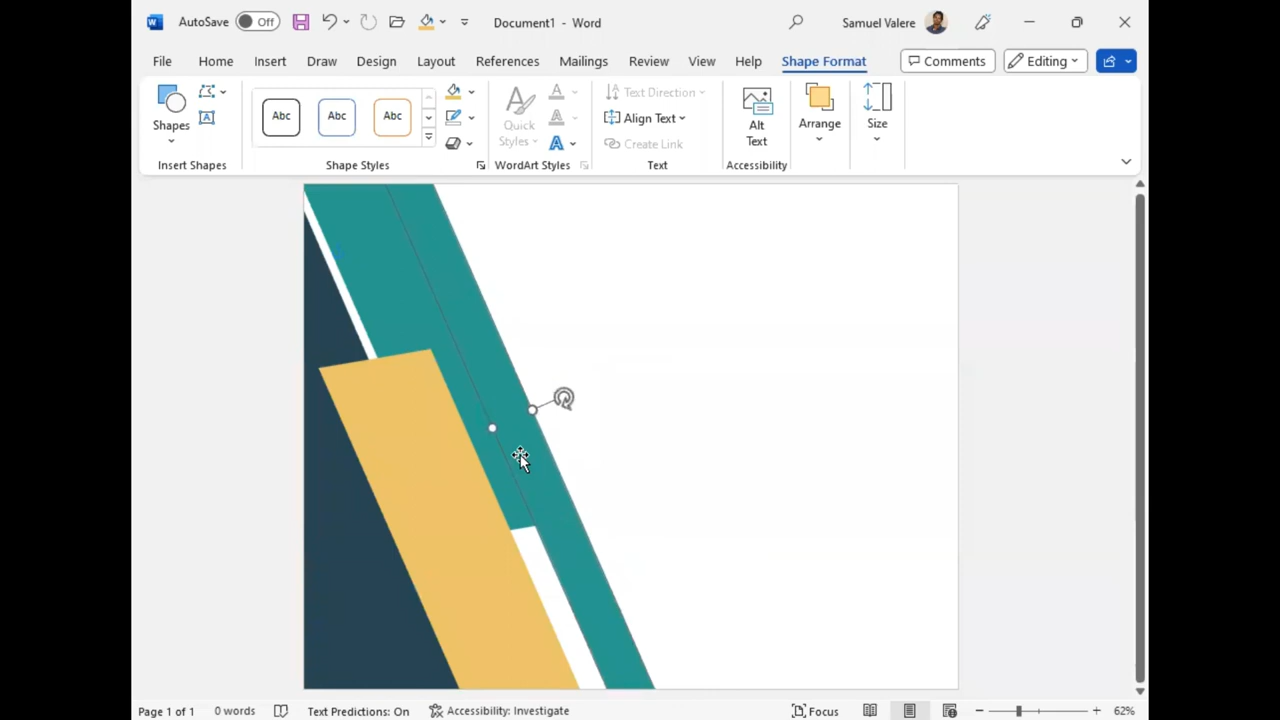 AutoSave Off Document1 - Word Samuel Valere
File Home Insert Draw Design Layout References Mailings Review View Help Shape Format Comments Editing
Shapes
Insert Shapes
Abc Abc Abc
Shape Styles
Quick
Styles
WordArt Styles
Text Direction
Align Text
Create Link
Text
Alt
Text
Accessibility
Arrange
Size
Page 1 of 1 0 words Text Predictions: On Accessibility: Investigate Focus 62%